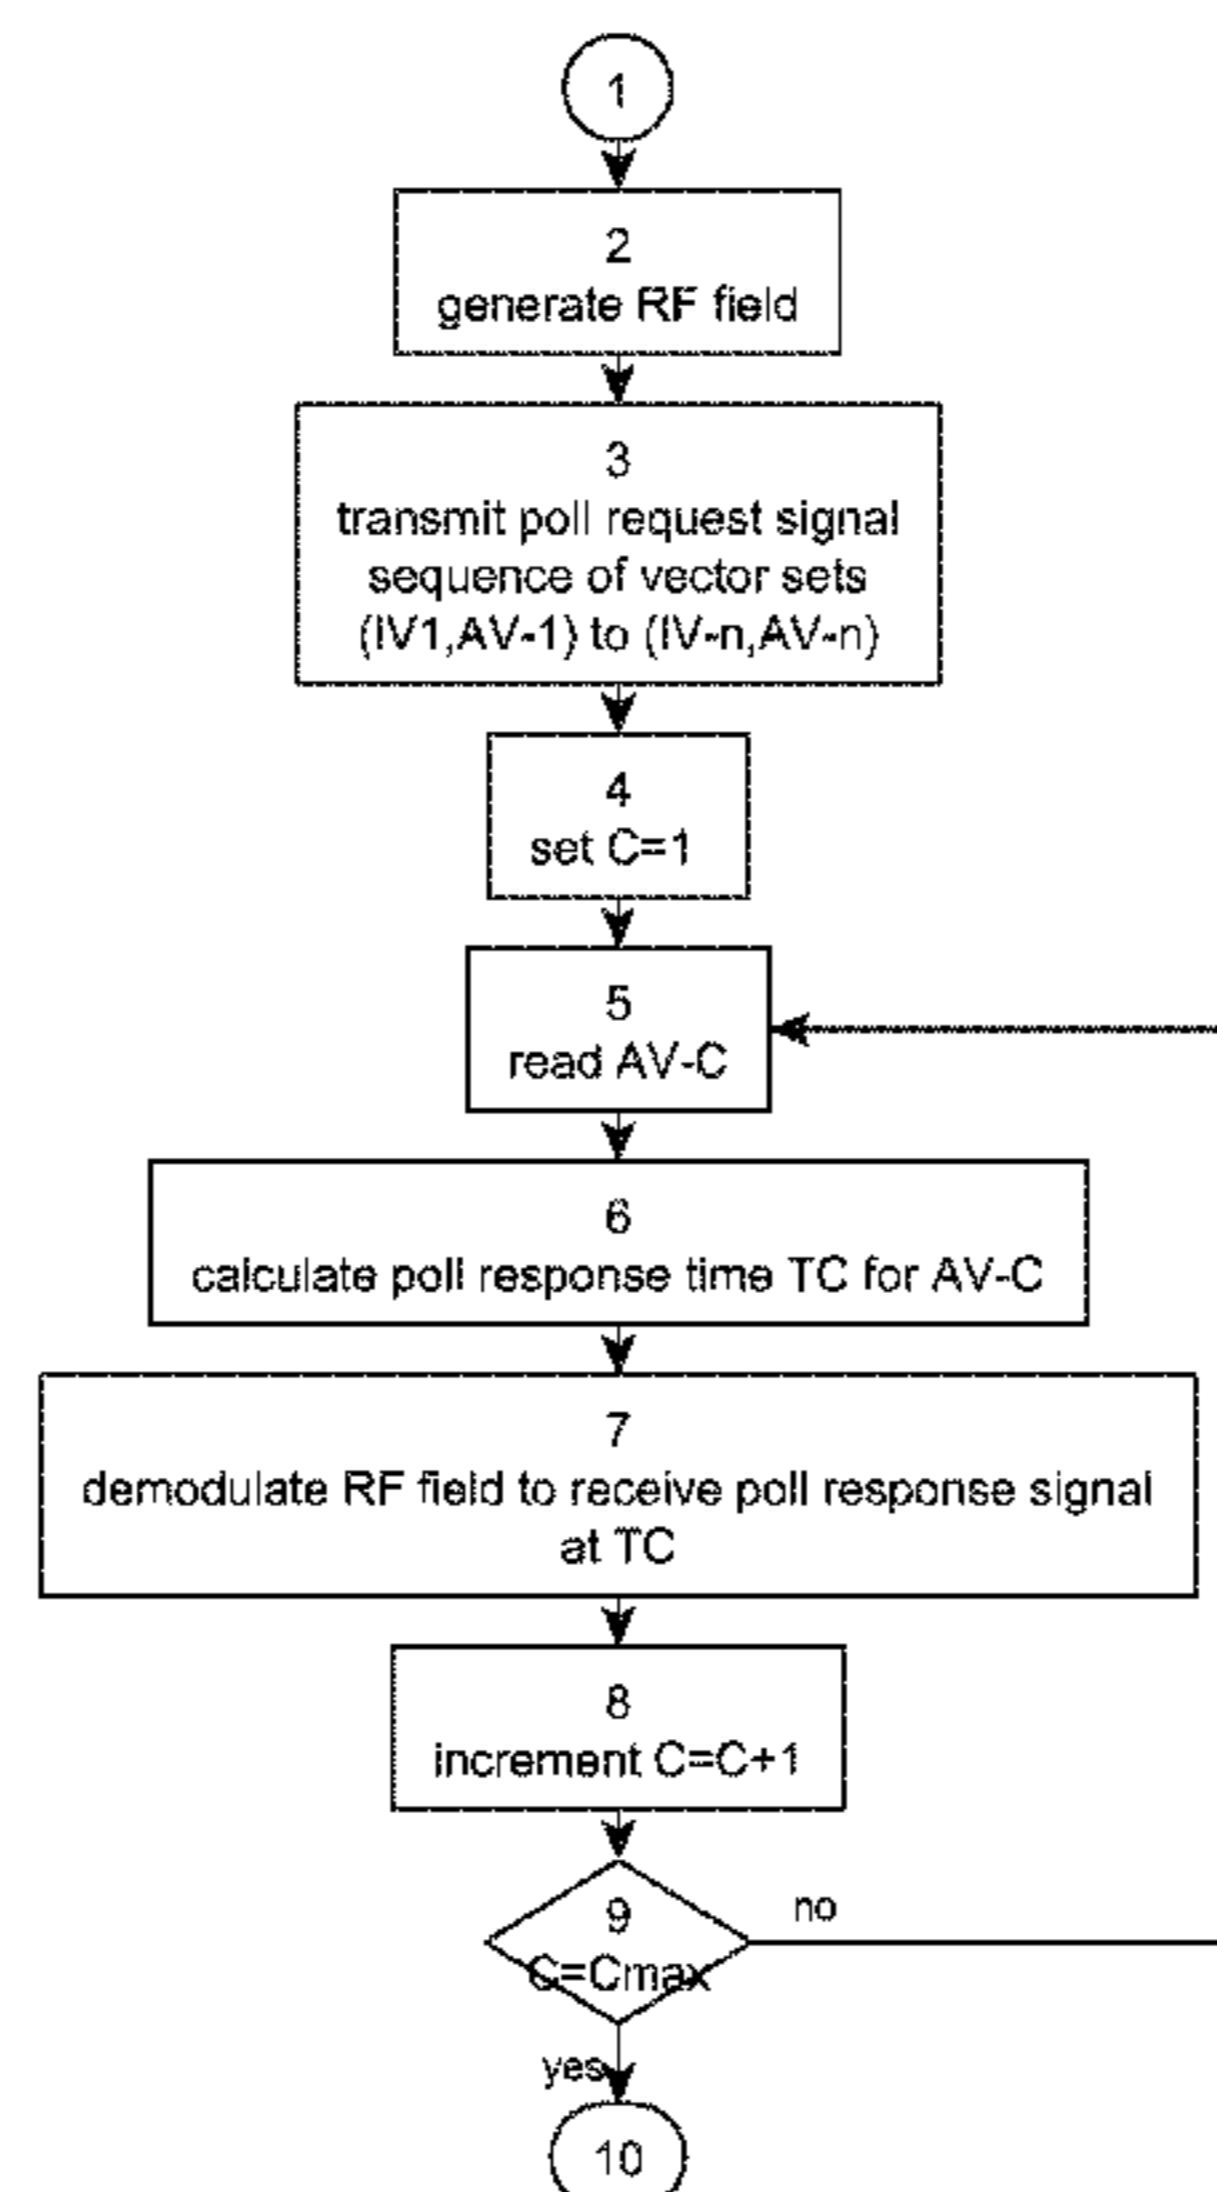 1
2
generate RF field
3
transmit poll request signal
sequence of vector sets
(IV1,AV-1) to (IV-n,AV-n)
4
set C=1
5
read AV-C
6
calculate poll response time TC for AV-C
7
demodulate RF field to receive poll response signal
at TC
8
increment C=C+1
9
C=Cmax
no
yes
10